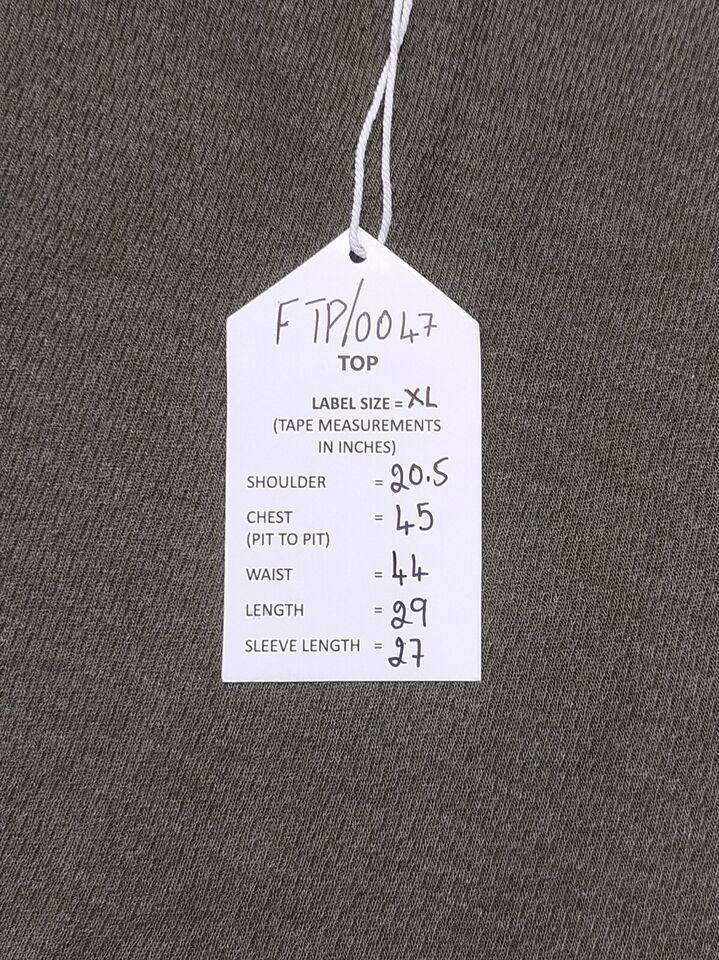 FTP/0047
TOP
LABEL SIZE = XL
(TAPE MEASUREMENTS
IN INCHES)
SHOULDER = 20.5
CHEST = 45
(PIT TO PIT)
WAIST = 44
LENGTH = 29
SLEEVE LENGTH = 27